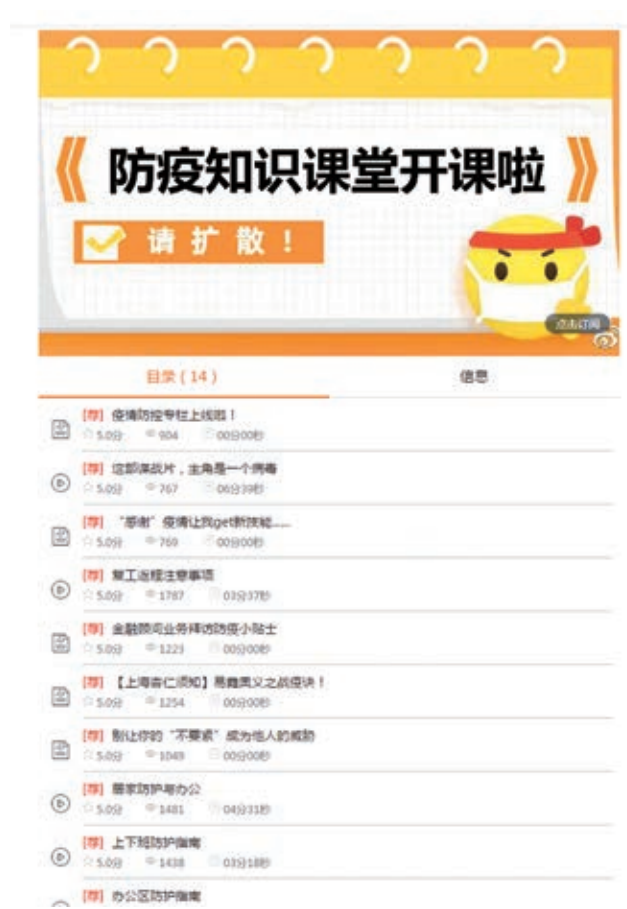 《 防疫知识课堂开课啦 》
请扩散！
点击订阅
目录（14）
信息
[荐] 疫情防控专栏上线啦！
5.0分 904 00分00秒
[荐] 这部谍战片，主角是一个病毒
5.0分 767 06分39秒
[荐] “感谢”疫情让我get新技能……
5.0分 769 00分00秒
[荐] 复工返程注意事项
5.0分 1787 03分37秒
[荐] 金融顾问业务拜访防疫小贴士
5.0分 1223 00分00秒
[荐] 【上海
须知】
之战疫诀！
5.0分 1254 00分00秒
[荐] 别让你的“不要紧”成为他人的威胁
5.0分 1049 00分00秒
[荐] 居家防护与办公
5.0分 1481 04分31秒
[荐] 上下班防护指南
5.0分 1438 03分18秒
[荐] 办公区防护指南